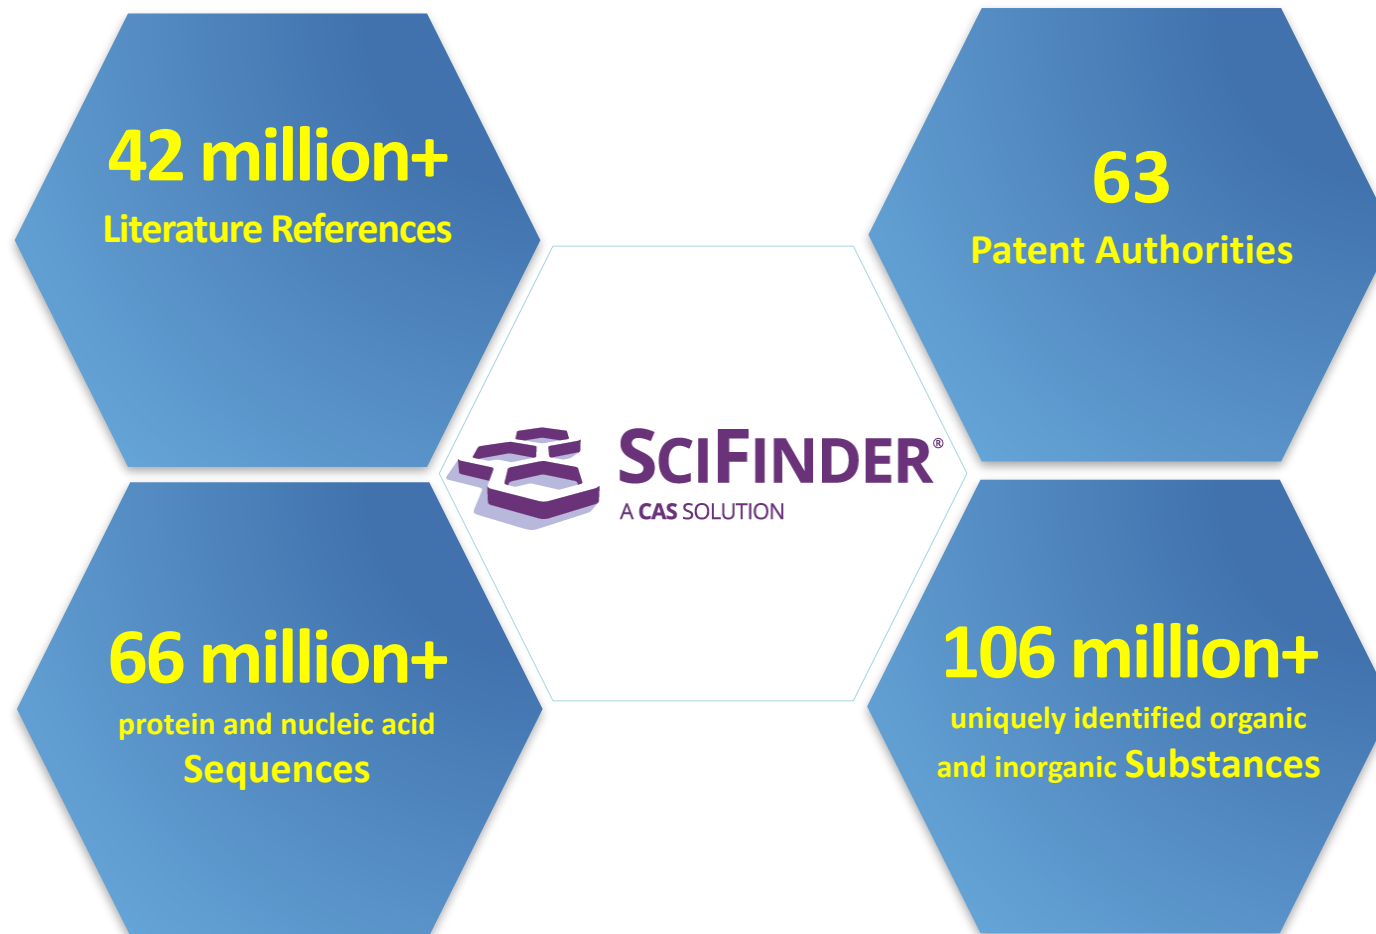 42 million+
Literature References
63
Patent Authorities
SCIFINDER®
A CAS SOLUTION
66 million+
protein and nucleic acid
Sequences
106 million+
uniquely identified organic
and inorganic Substances